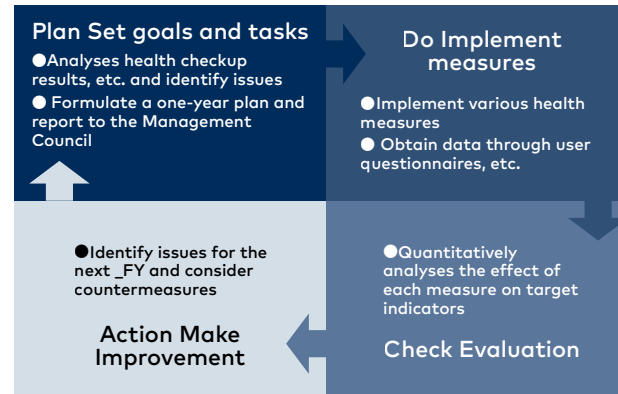 Plan Set goals and tasks
●Analyses health checkup
results, etc. and identify issues
● Formulate a one-year plan and
report to the Management
Council
Do Implement
measures
●Implement various health
measures
● Obtain data through user
questionnaires, etc.
●Identify issues for the
next _FY and consider
countermeasures
Action Make
Improvement
●Quantitatively
analyses the effect of
each measure on target
indicators
Check Evaluation